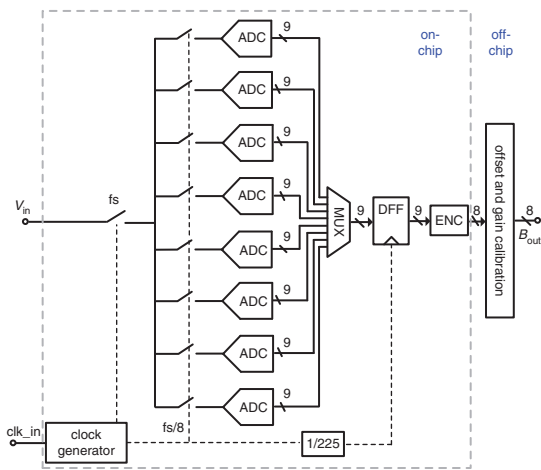 on-
chip
off-
chip
ADC
9
ADC
9
ADC
9
ADC
9
ADC
9
ADC
9
ADC
9
ADC
9
Vin
fs
MUX
9
DFF
9
ENC
8
offset and gain calibration
8
Bout
fs/8
clk_in
clock
generator
1/225